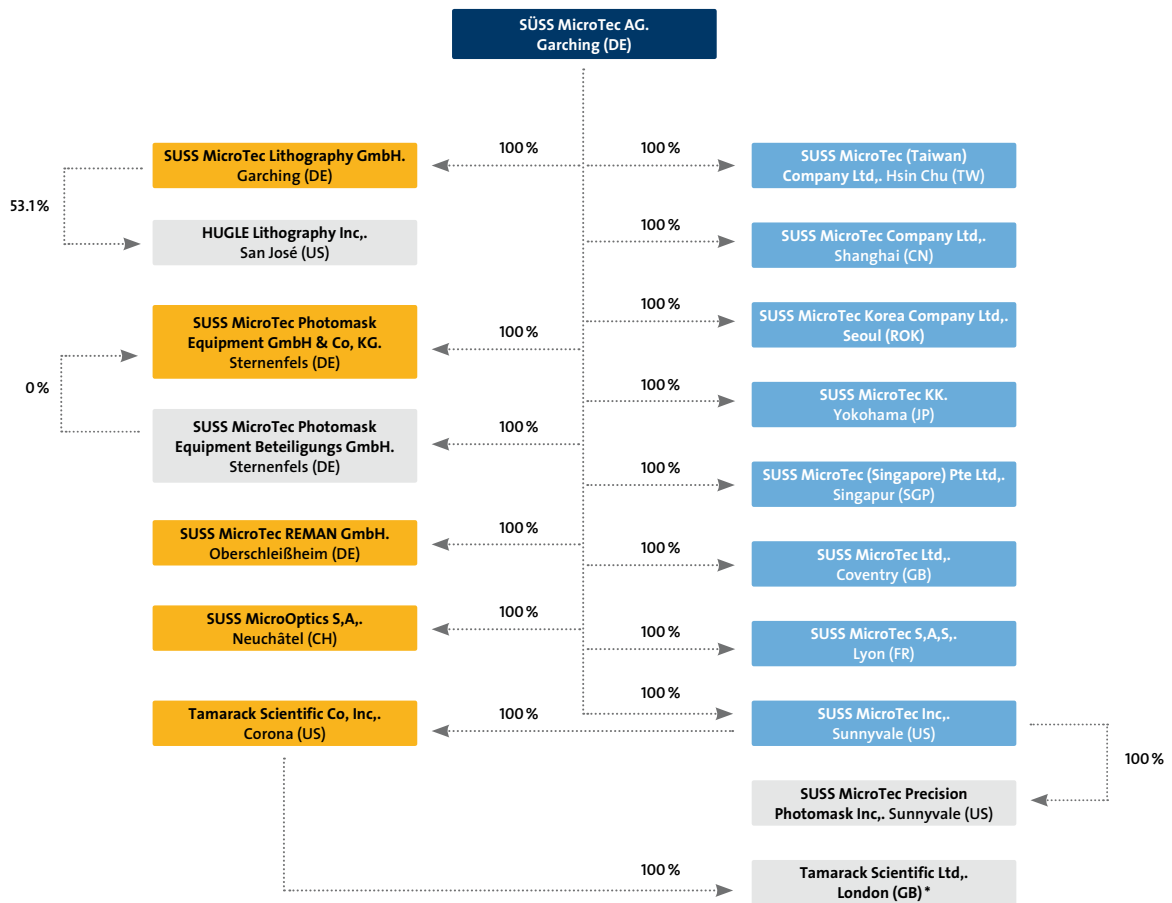 SÜSS MicroTec AG.
Garching (DE)
100 %
100 %
SUSS MicroTec Lithography GmbH.
Garching (DE)
SUSS MicroTec (Taiwan)
Company Ltd,. Hsin Chu (TW)
53.1 %
HUGLE Lithography Inc,.
San José (US)
100 %
SUSS MicroTec Company Ltd,.
Shanghai (CN)
100 %
SUSS MicroTec Korea Company Ltd,.
Seoul (ROK)
SUSS MicroTec Photomask
Equipment GmbH & Co, KG.
Sternenfels (DE)
100 %
0 %
100 %
SUSS MicroTec KK.
Yokohama (JP)
SUSS MicroTec Photomask
Equipment Beteiligungs GmbH.
Sternenfels (DE)
100 %
100 %
SUSS MicroTec (Singapore) Pte Ltd,.
Singapur (SGP)
SUSS MicroTec REMAN GmbH.
Oberschleißheim (DE)
100 %
100 %
SUSS MicroTec Ltd,.
Coventry (GB)
SUSS MicroOptics S,A,.
Neuchâtel (CH)
100 %
100 %
SUSS MicroTec S,A,S,.
Lyon (FR)
Tamarack Scientific Co, Inc,.
Corona (US)
100 %
100 %
SUSS MicroTec Inc,.
Sunnyvale (US)
100 %
SUSS MicroTec Precision
Photomask Inc,. Sunnyvale (US)
100 %
Tamarack Scientific Ltd,.
London (GB) *